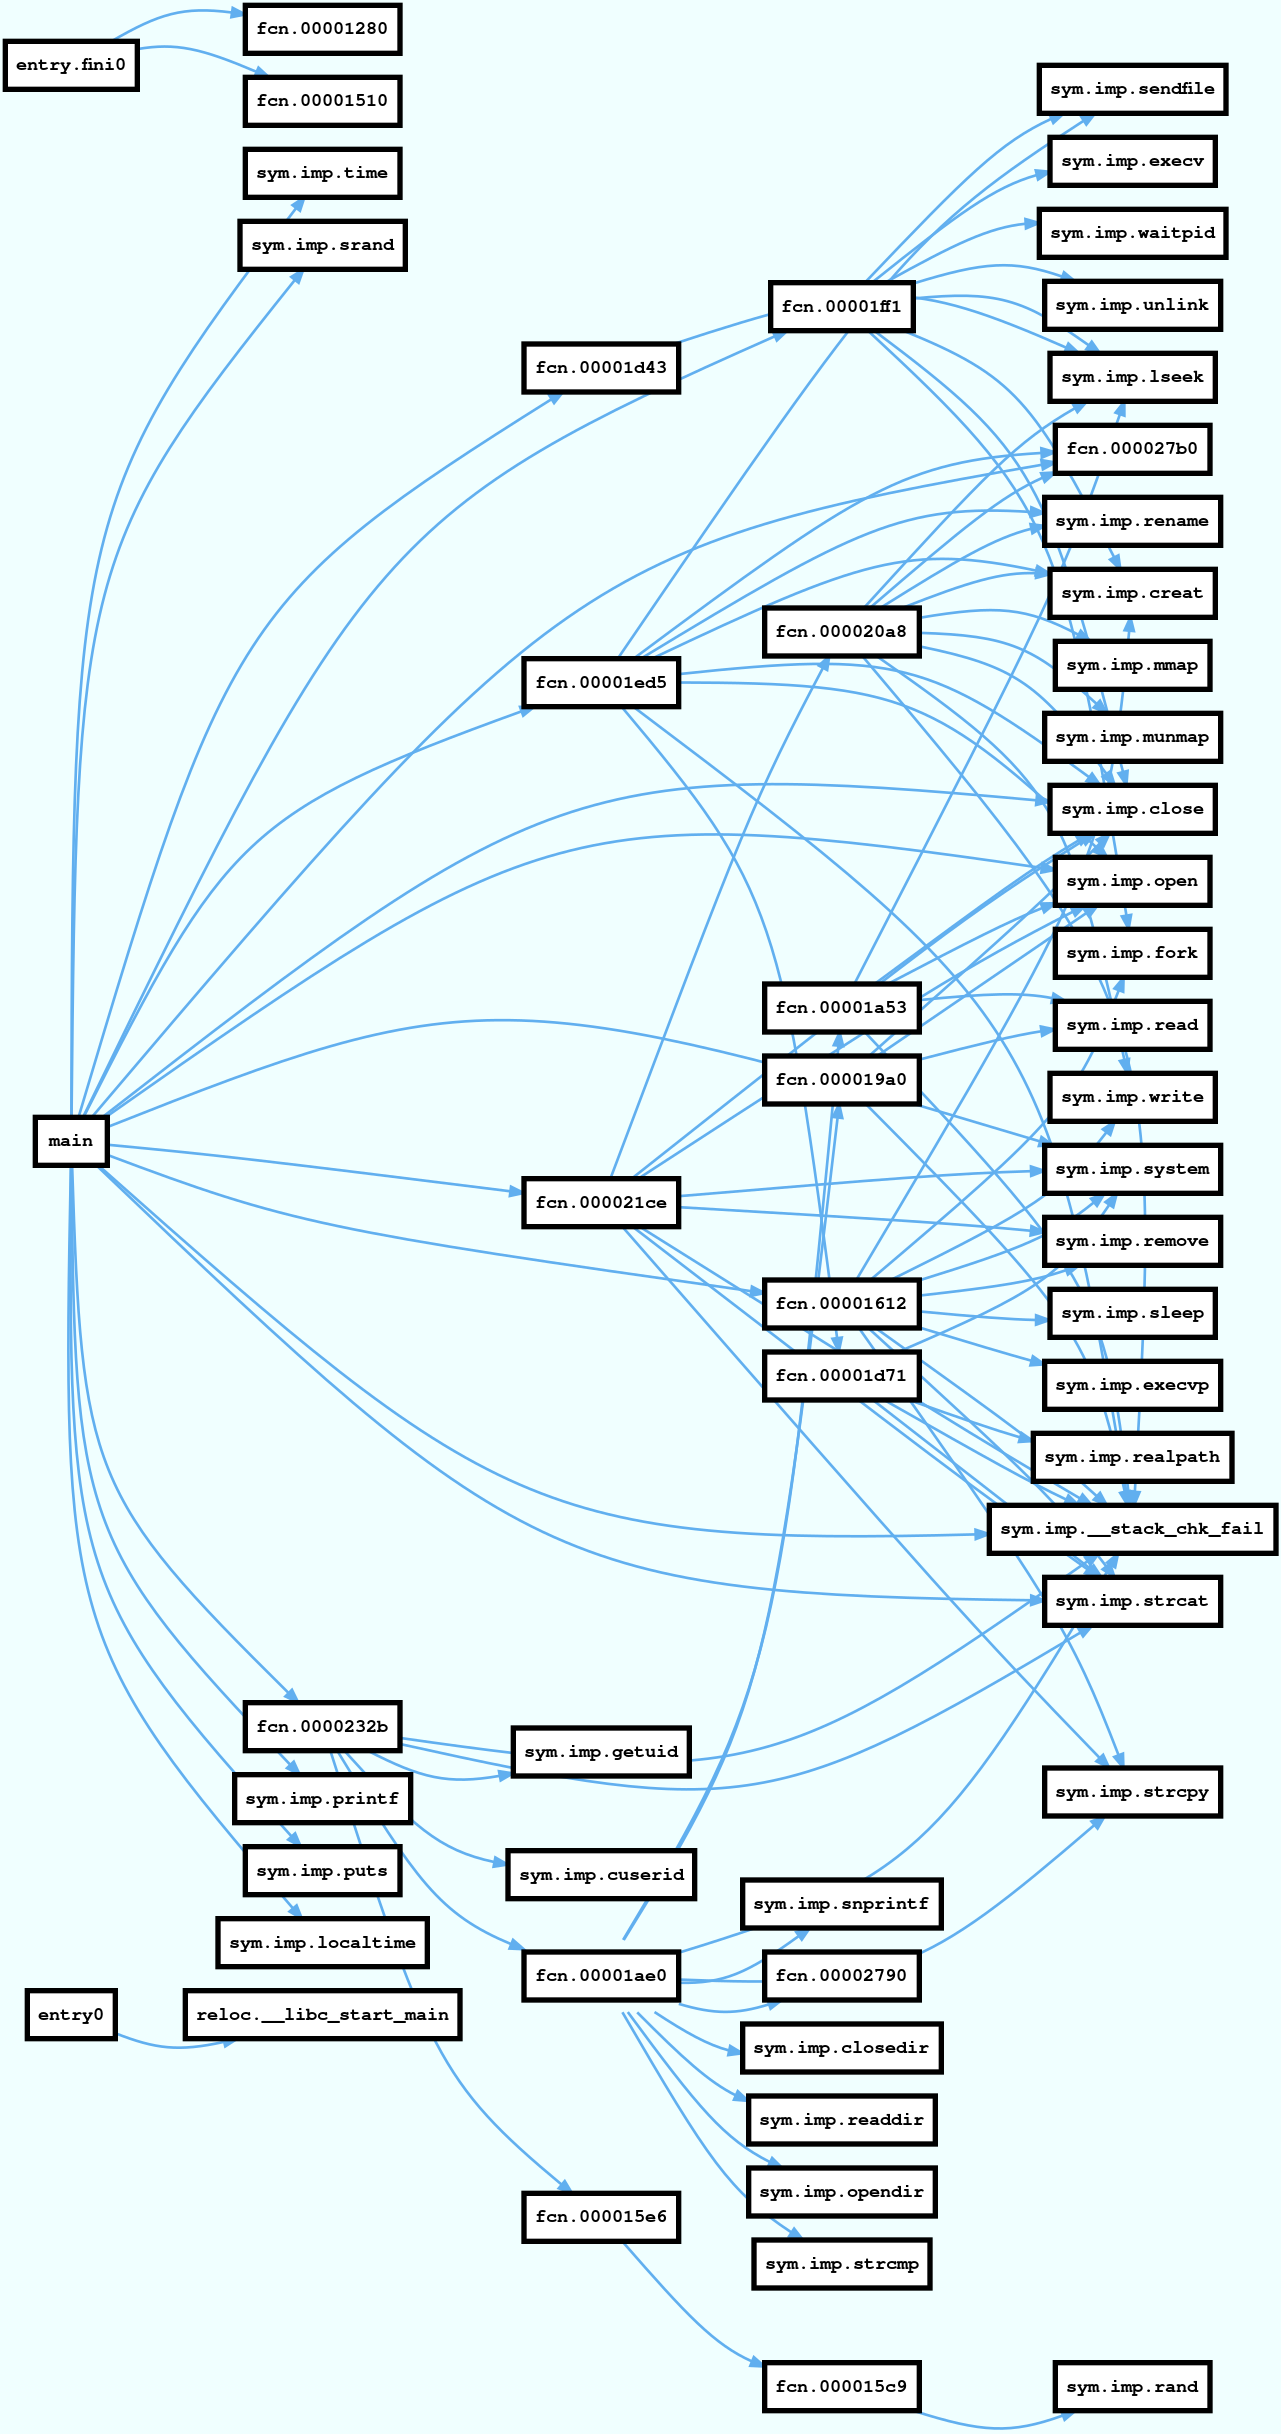 fcn.00001280
entry.fini0
fcn.00001510
sym.imp.time
sym.imp.srand
sym.imp.sendfile
sym.imp.execv
sym.imp.waitpid
fcn.00001ff1
sym.imp.unlink
fcn.00001d43
sym.imp.lseek
fcn.000027b0
sym.imp.rename
sym.imp.creat
fcn.000020a8
sym.imp.mmap
fcn.00001ed5
sym.imp.munmap
sym.imp.close
sym.imp.open
sym.imp.fork
fcn.00001a53
sym.imp.read
fcn.000019a0
sym.imp.write
main
sym.imp.system
fcn.000021ce
sym.imp.remove
fcn.00001612
sym.imp.sleep
fcn.00001d71
sym.imp.execvp
sym.imp.realpath
sym.imp.__stack_chk_fail
sym.imp.strcat
fcn.0000232b
sym.imp.getuid
sym.imp.printf
sym.imp.strcpy
sym.imp.puts
sym.imp.cuserid
sym.imp.snprintf
sym.imp.localtime
fcn.00001ae0
fcn.00002790
entry0
reloc.__libc_start_main
sym.imp.closedir
sym.imp.readdir
sym.imp.opendir
fcn.000015e6
sym.imp.strcmp
fcn.000015c9
sym.imp.rand